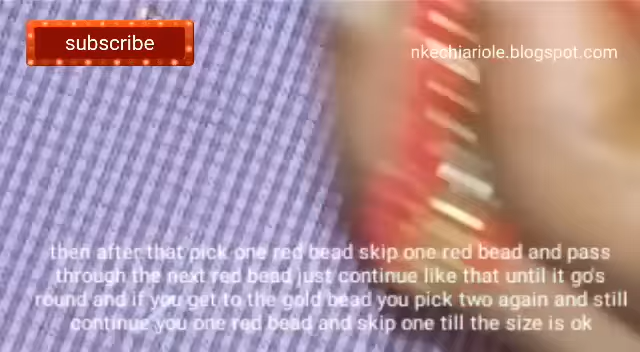 subscribe
nkechiariole.blogspot.com
then after that pick one red bead skip one red bead and pass
through the next red bead just continue like that until it go's
round and if you get to the gold bead you pick two again and still
continue you one red bead and skip one till the size is ok